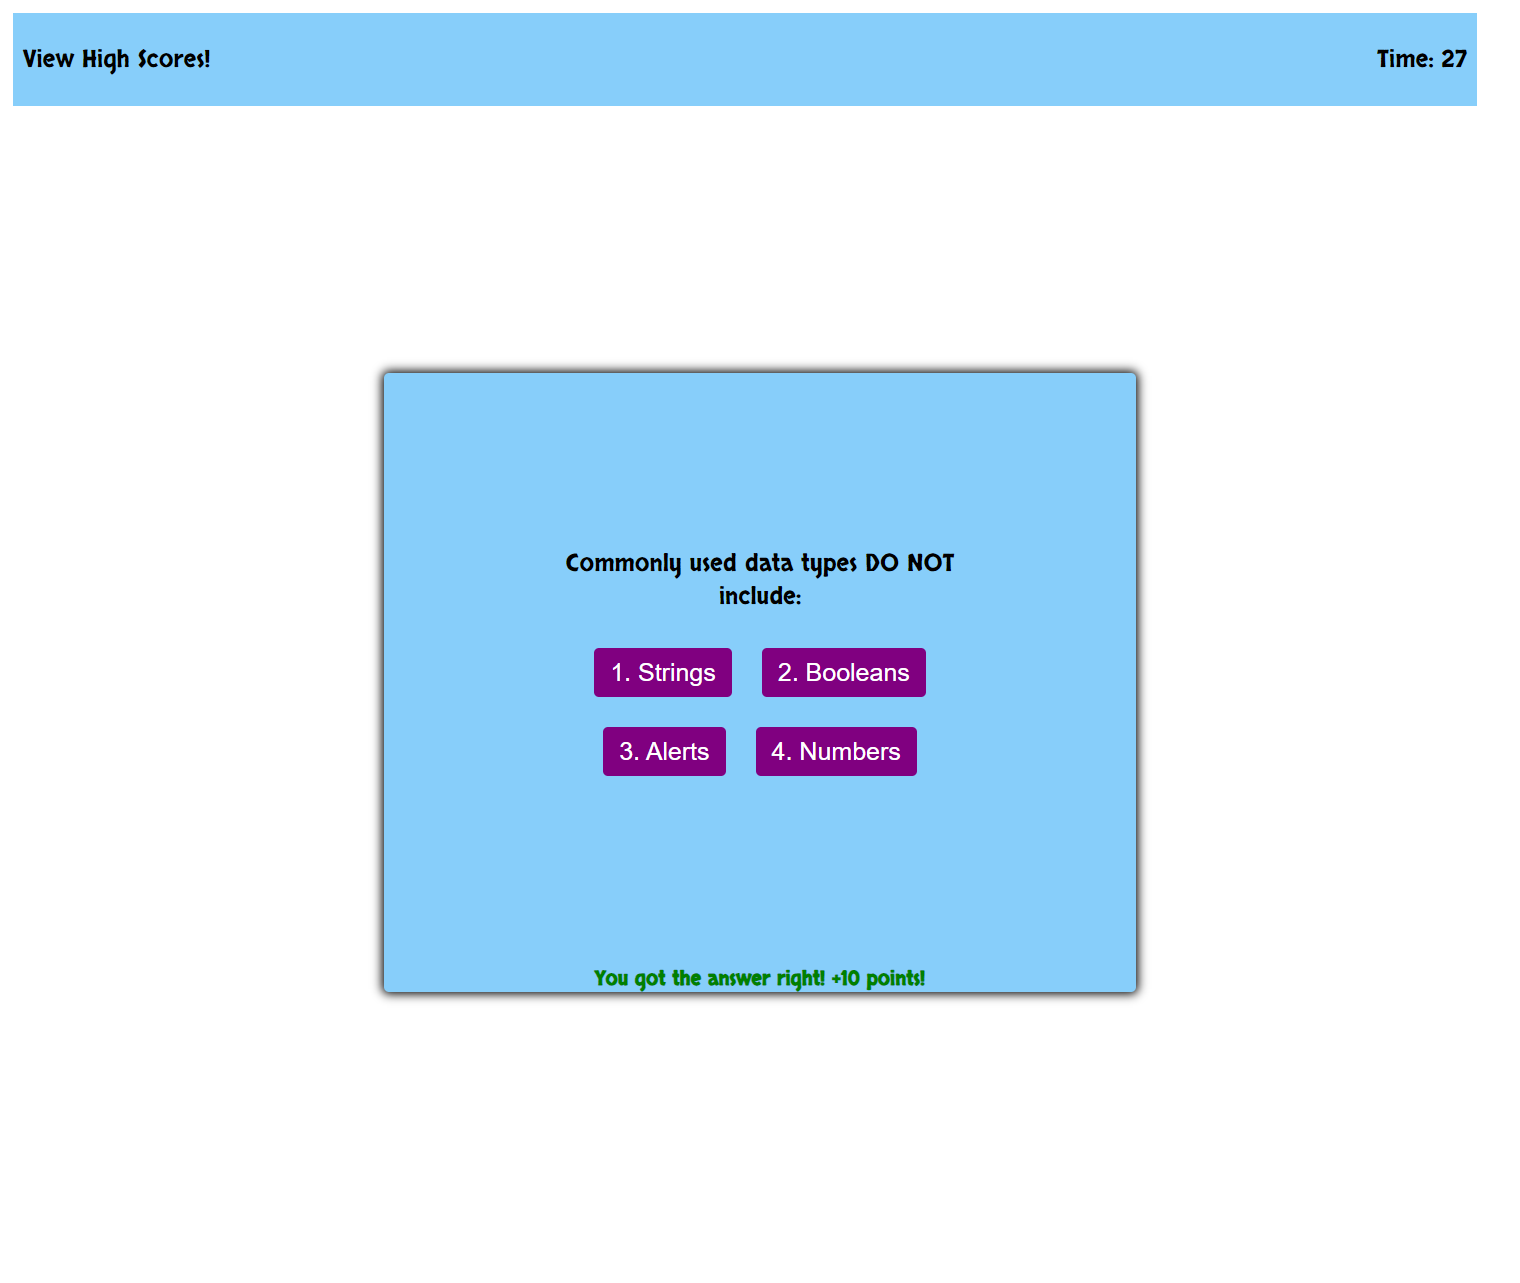 View High Scores!
Time: 27
Commonly used data types DO NOT
include:
1. Strings
2. Booleans
3. Alerts
4. Numbers
You got the answer right! +10 points!